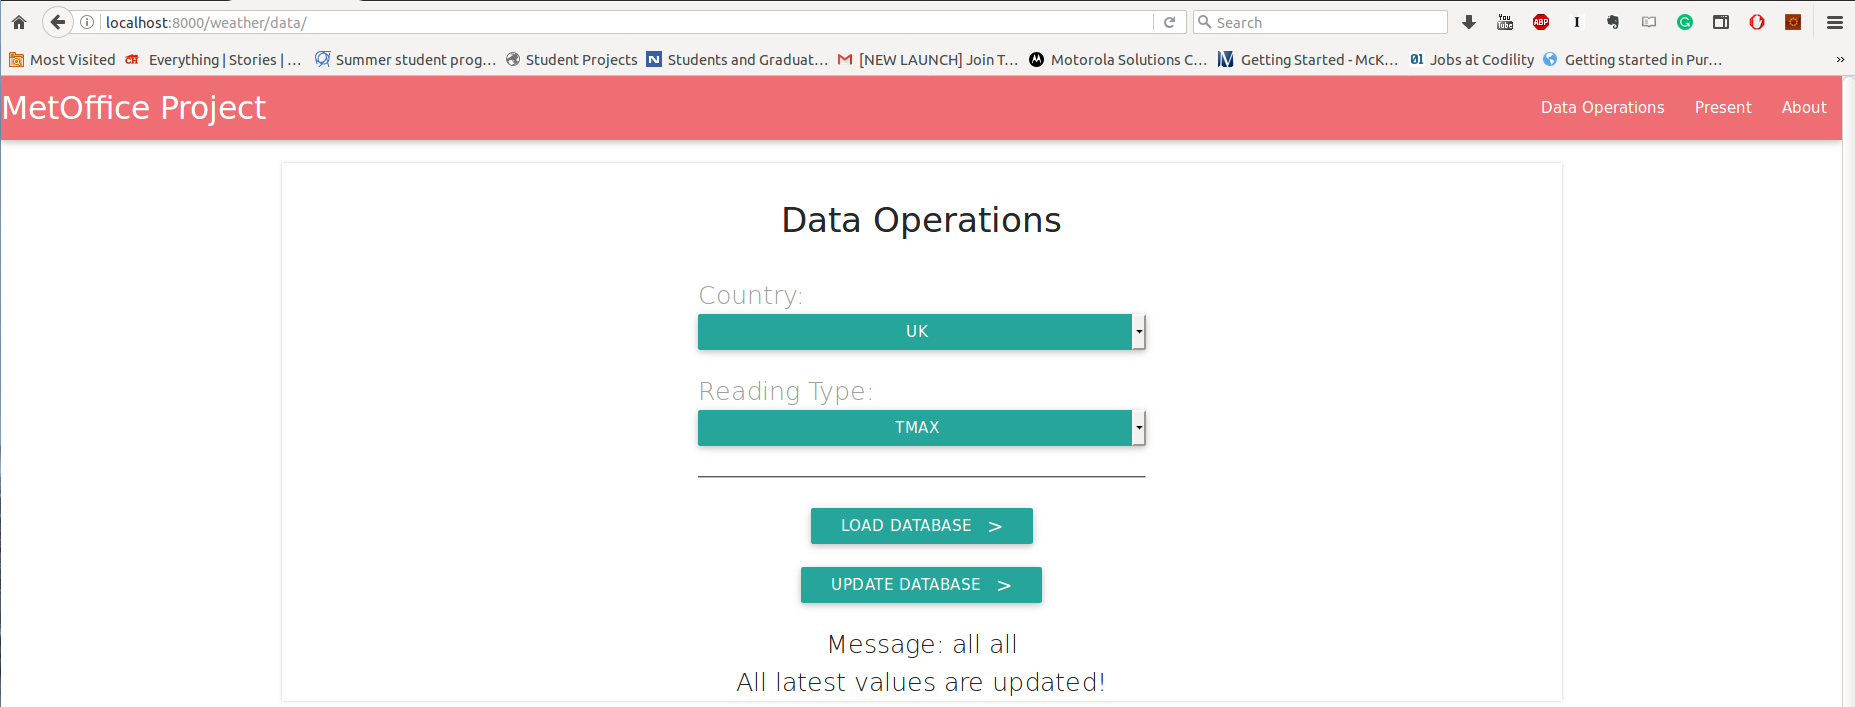 localhost:8000/weather/data/ Search
Most Visited Everything | Stories | ... Summer student prog... Student Projects Students and Graduat... [NEW LAUNCH] Join T... Motorola Solutions C... Getting Started - McK... 01 Jobs at Codility Getting started in Pur... »
MetOffice Project Data Operations Present About
Data Operations
Country:
UK
Reading Type:
TMAX
LOAD DATABASE >
UPDATE DATABASE >
Message: all all
All latest values are updated!